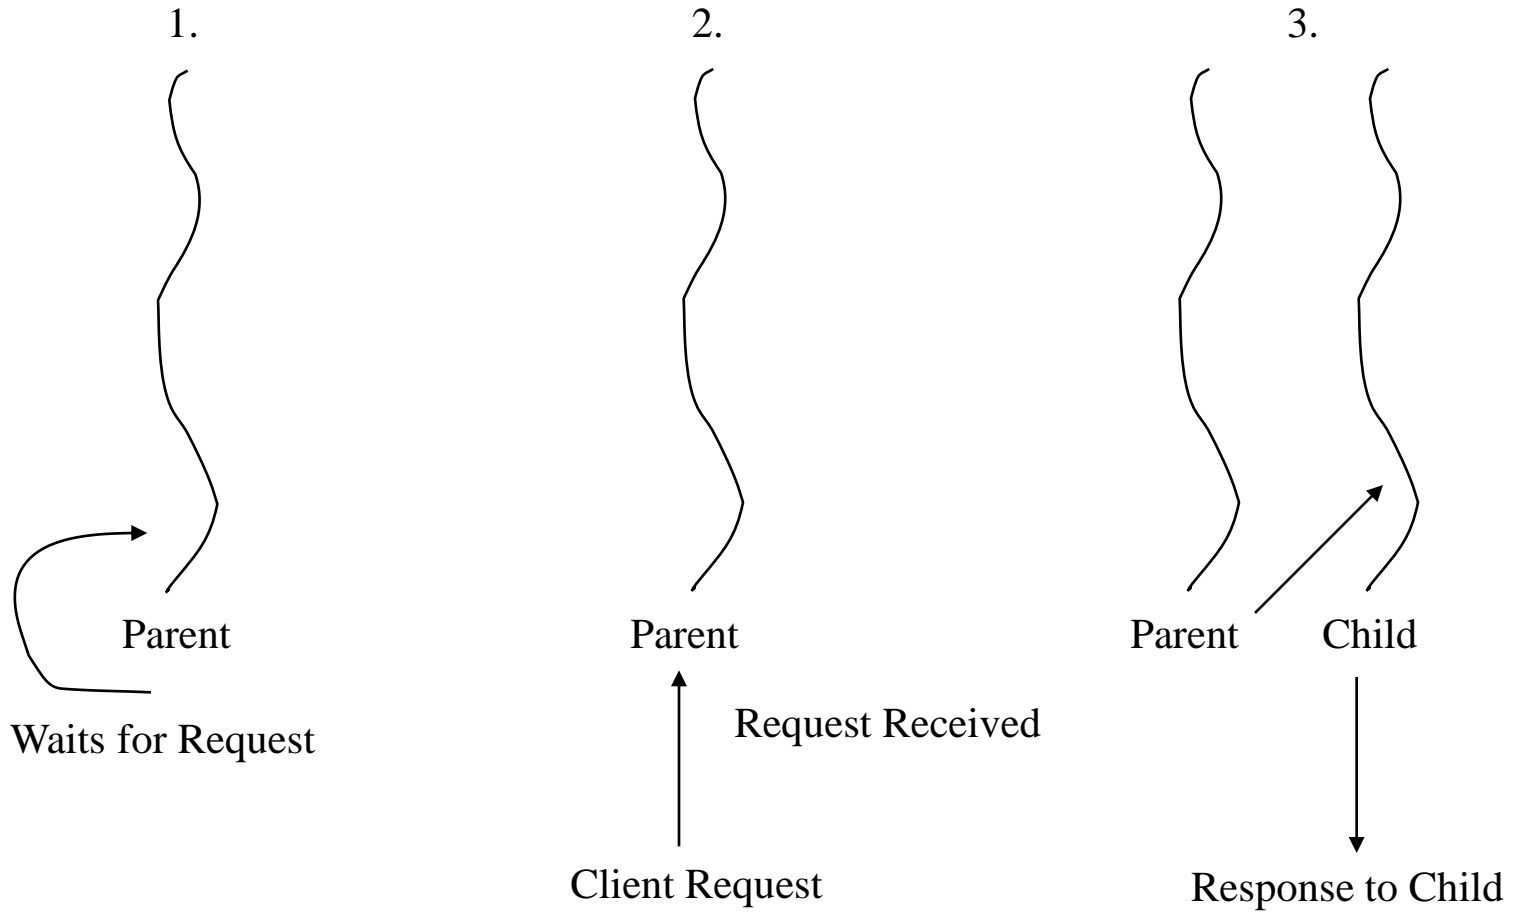 1.
2.
3.
Parent
Waits for Request
Parent
Request Received
Client Request
Parent
Child
Response to Child